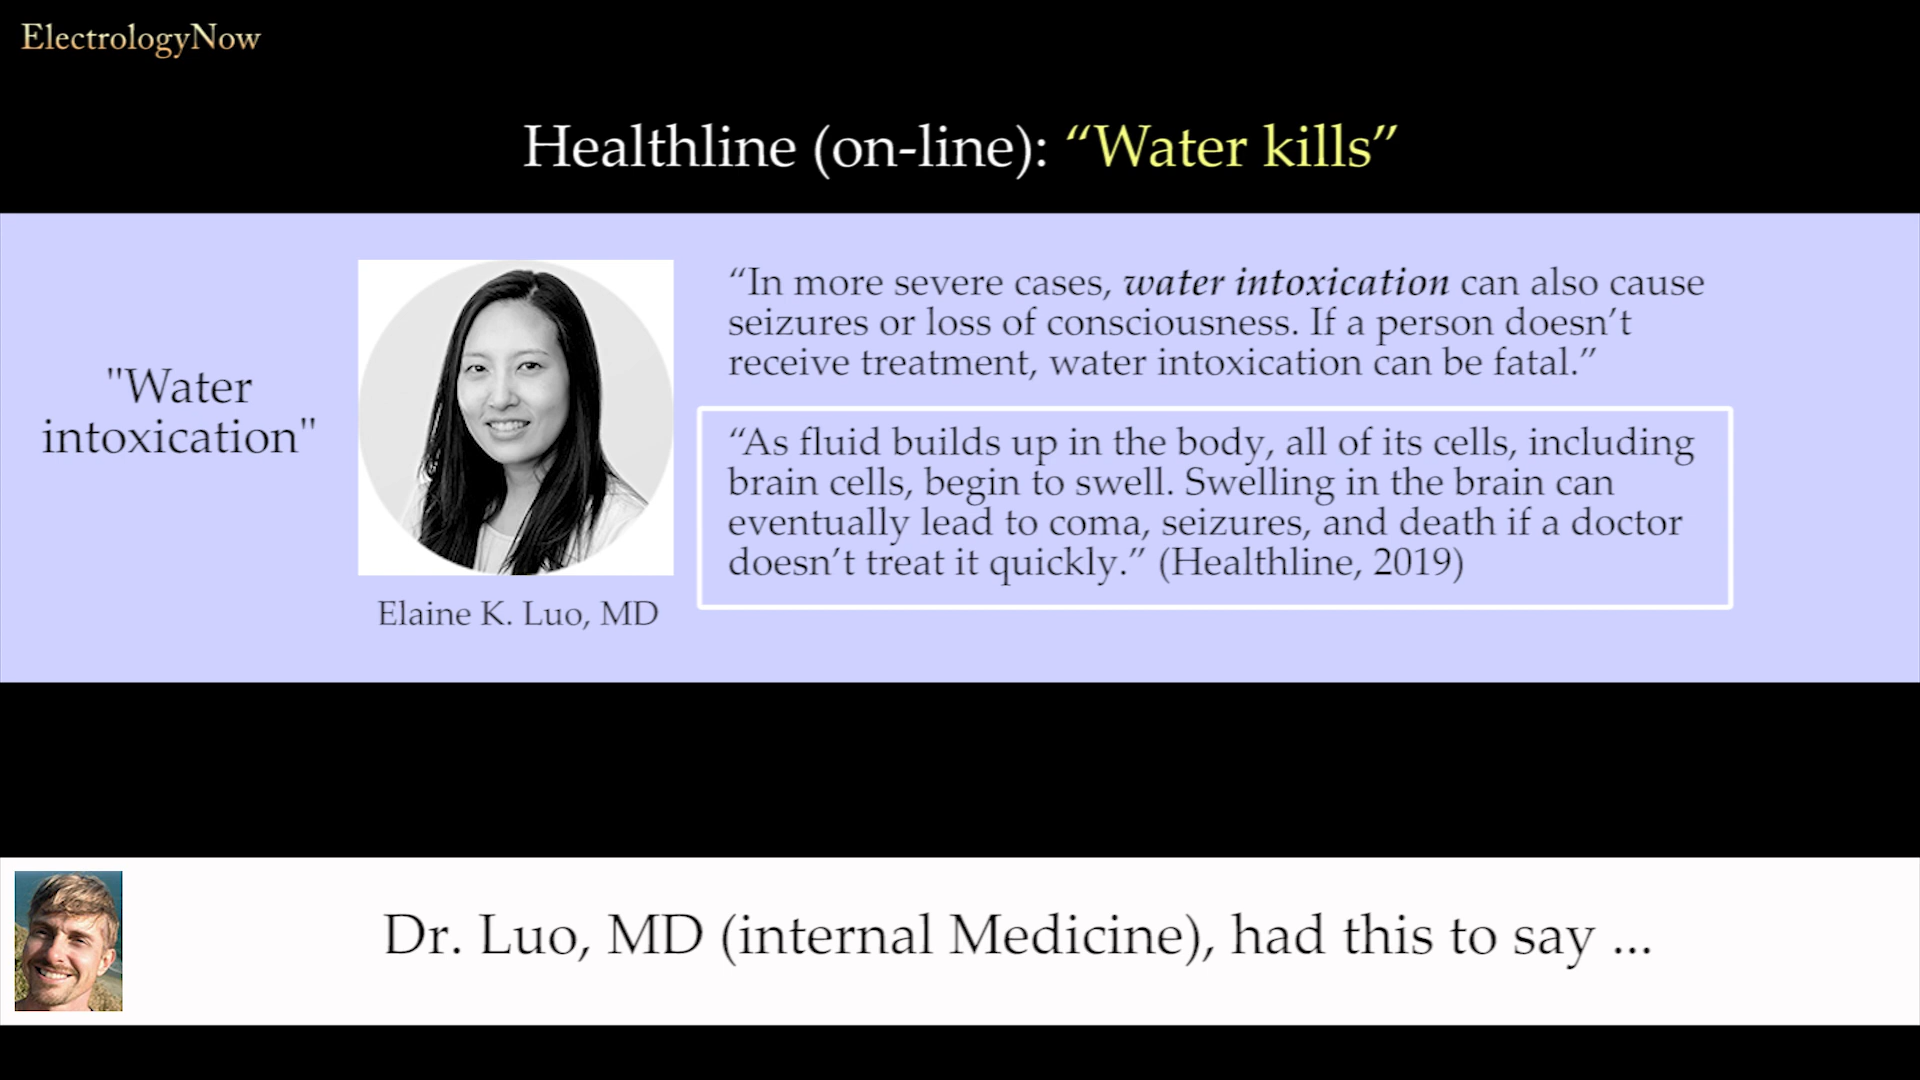 ElectrologyNow
Healthline (on-line): “Water kills”
"Water
intoxication"
Elaine K. Luo, MD
“In more severe cases, water intoxication can also cause
seizures or loss of consciousness. If a person doesn’t
receive treatment, water intoxication can be fatal.”
“As fluid builds up in the body, all of its cells, including
brain cells, begin to swell. Swelling in the brain can
eventually lead to coma, seizures, and death if a doctor
doesn’t treat it quickly.” (Healthline, 2019)
Dr. Luo, MD (internal Medicine), had this to say ...